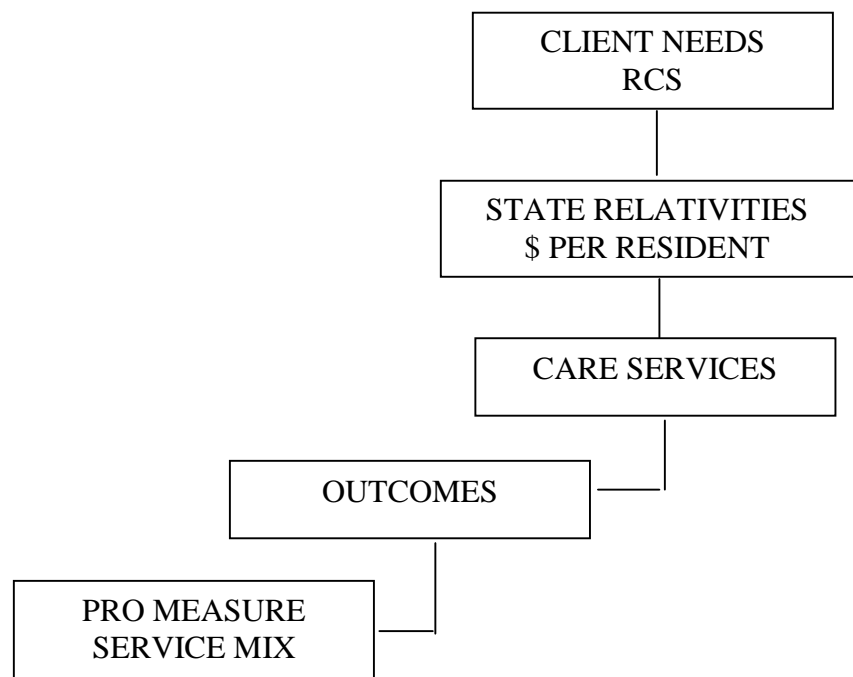 CLIENT NEEDS
RCS
STATE RELATIVITIES
$ PER RESIDENT
CARE SERVICES
OUTCOMES
PRO MEASURE
SERVICE MIX